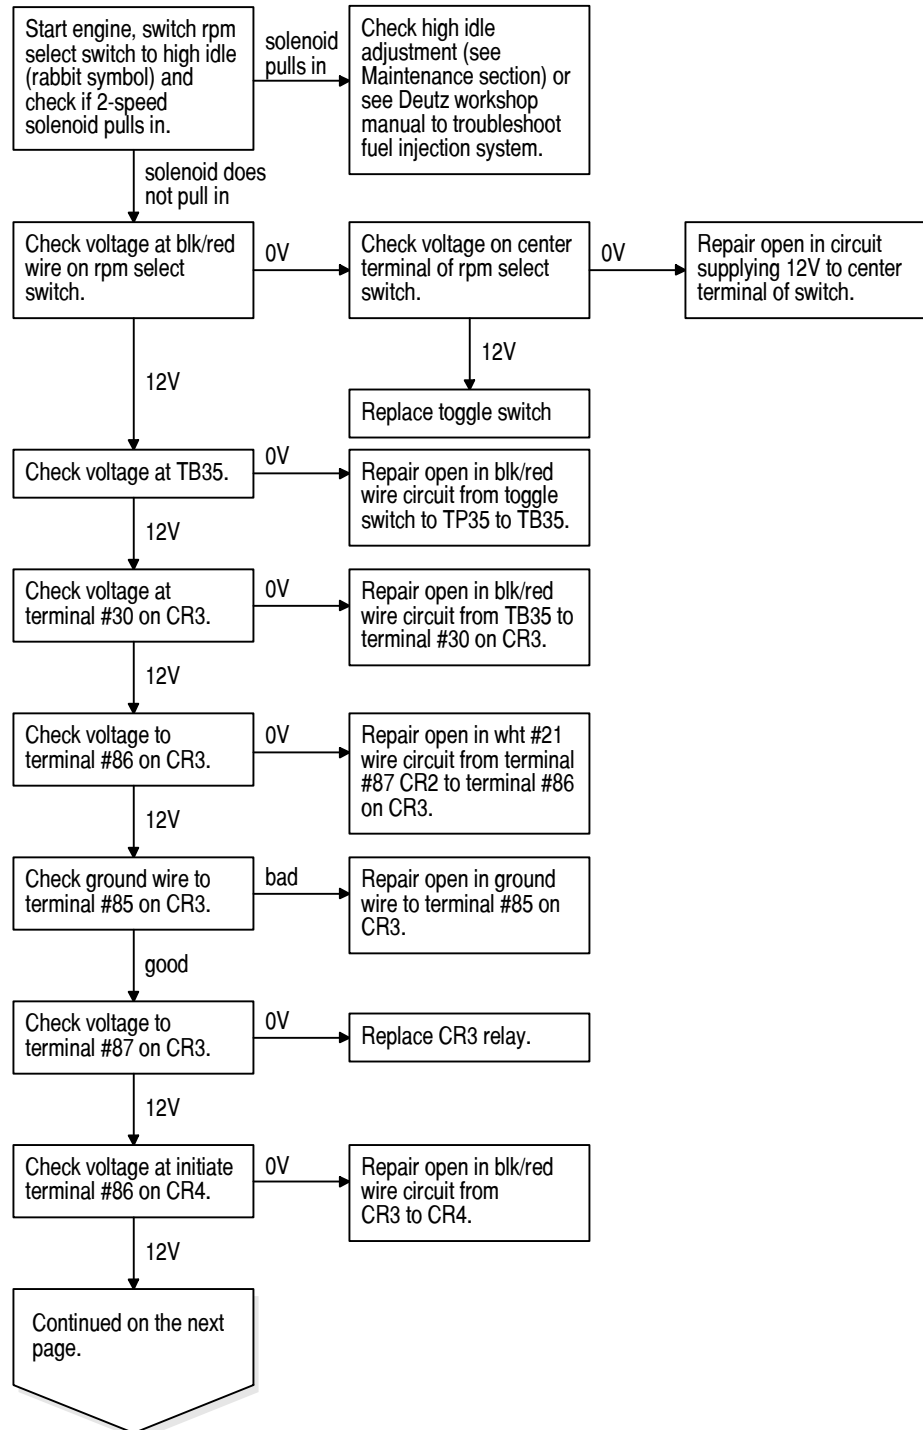 Start engine, switch rpm
select switch to high idle
(rabbit symbol) and
check if 2-speed
solenoid pulls in.
solenoid
pulls in
Check high idle
adjustment (see
Maintenance section) or
see Deutz workshop
manual to troubleshoot
fuel injection system.
solenoid does
not pull in
Check voltage at blk/red
wire on rpm select
switch.
0V
Check voltage on center
terminal of rpm select
switch.
0V
Repair open in circuit
supplying 12V to center
terminal of switch.
12V
12V
Replace toggle switch
Check voltage at TB35.
0V
Repair open in blk/red
wire circuit from toggle
switch to TP35 to TB35.
12V
Check voltage at
terminal #30 on CR3.
0V
Repair open in blk/red
wire circuit from TB35 to
terminal #30 on CR3.
12V
Check voltage to
terminal #86 on CR3.
0V
Repair open in wht #21
wire circuit from terminal
#87 CR2 to terminal #86
on CR3.
12V
Check ground wire to
terminal #85 on CR3.
bad
Repair open in ground
wire to terminal #85 on
CR3.
good
Check voltage to
terminal #87 on CR3.
0V
Replace CR3 relay.
12V
Check voltage at initiate
terminal #86 on CR4.
0V
Repair open in blk/red
wire circuit from
CR3 to CR4.
12V
Continued on the next
page.